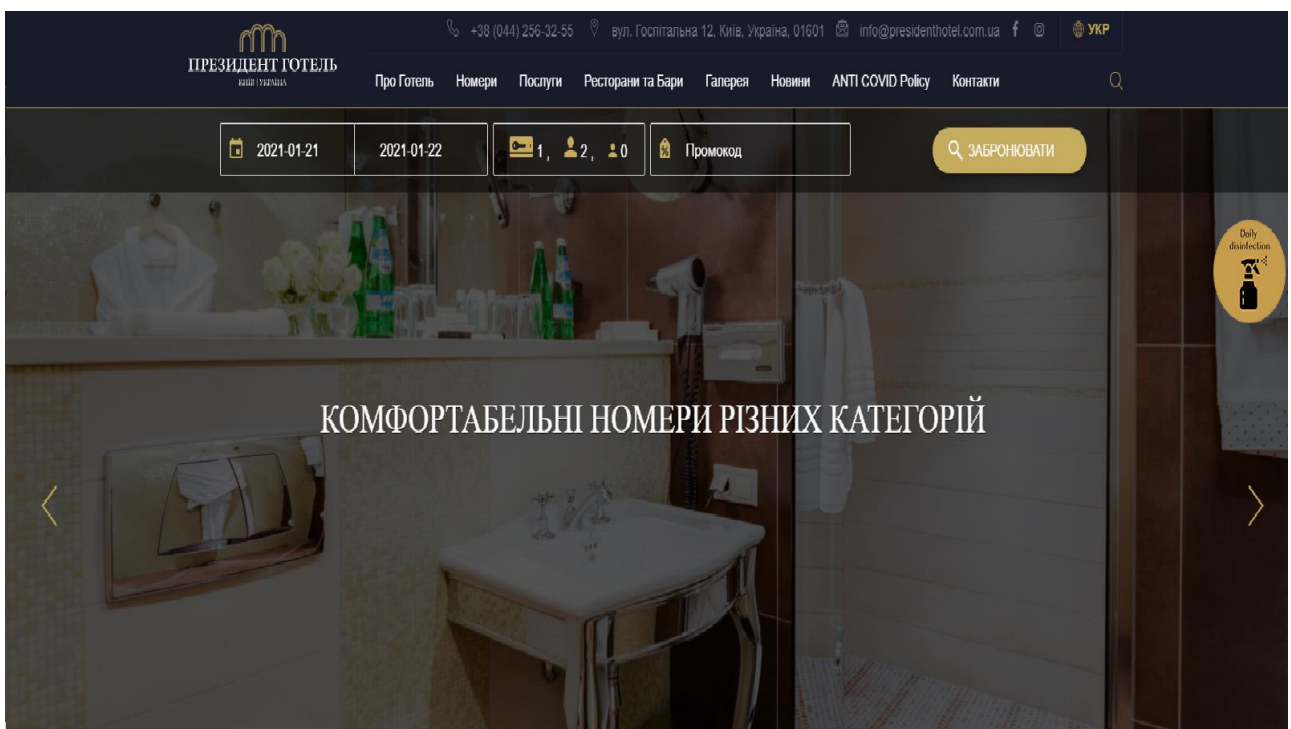 +38 (044) 256-32-55 вул. Госпітальна 12, Київ, Україна, 01601 info@presidenthotel.com.ua УКР
ПРЕЗИДЕНТ ГОТЕЛЬ
КИЇВ | УКРАЇНА
Про Готель Номери Послуги Ресторани та Бари Галерея Новини ANTI COVID Policy Контакти
2021-01-21 2021-01-22 1, 2, 0 Промокод ЗАБРОНЮВАТИ
Daily
disinfection
КОМФОРТАБЕЛЬНІ НОМЕРИ РІЗНИХ КАТЕГОРІЙ